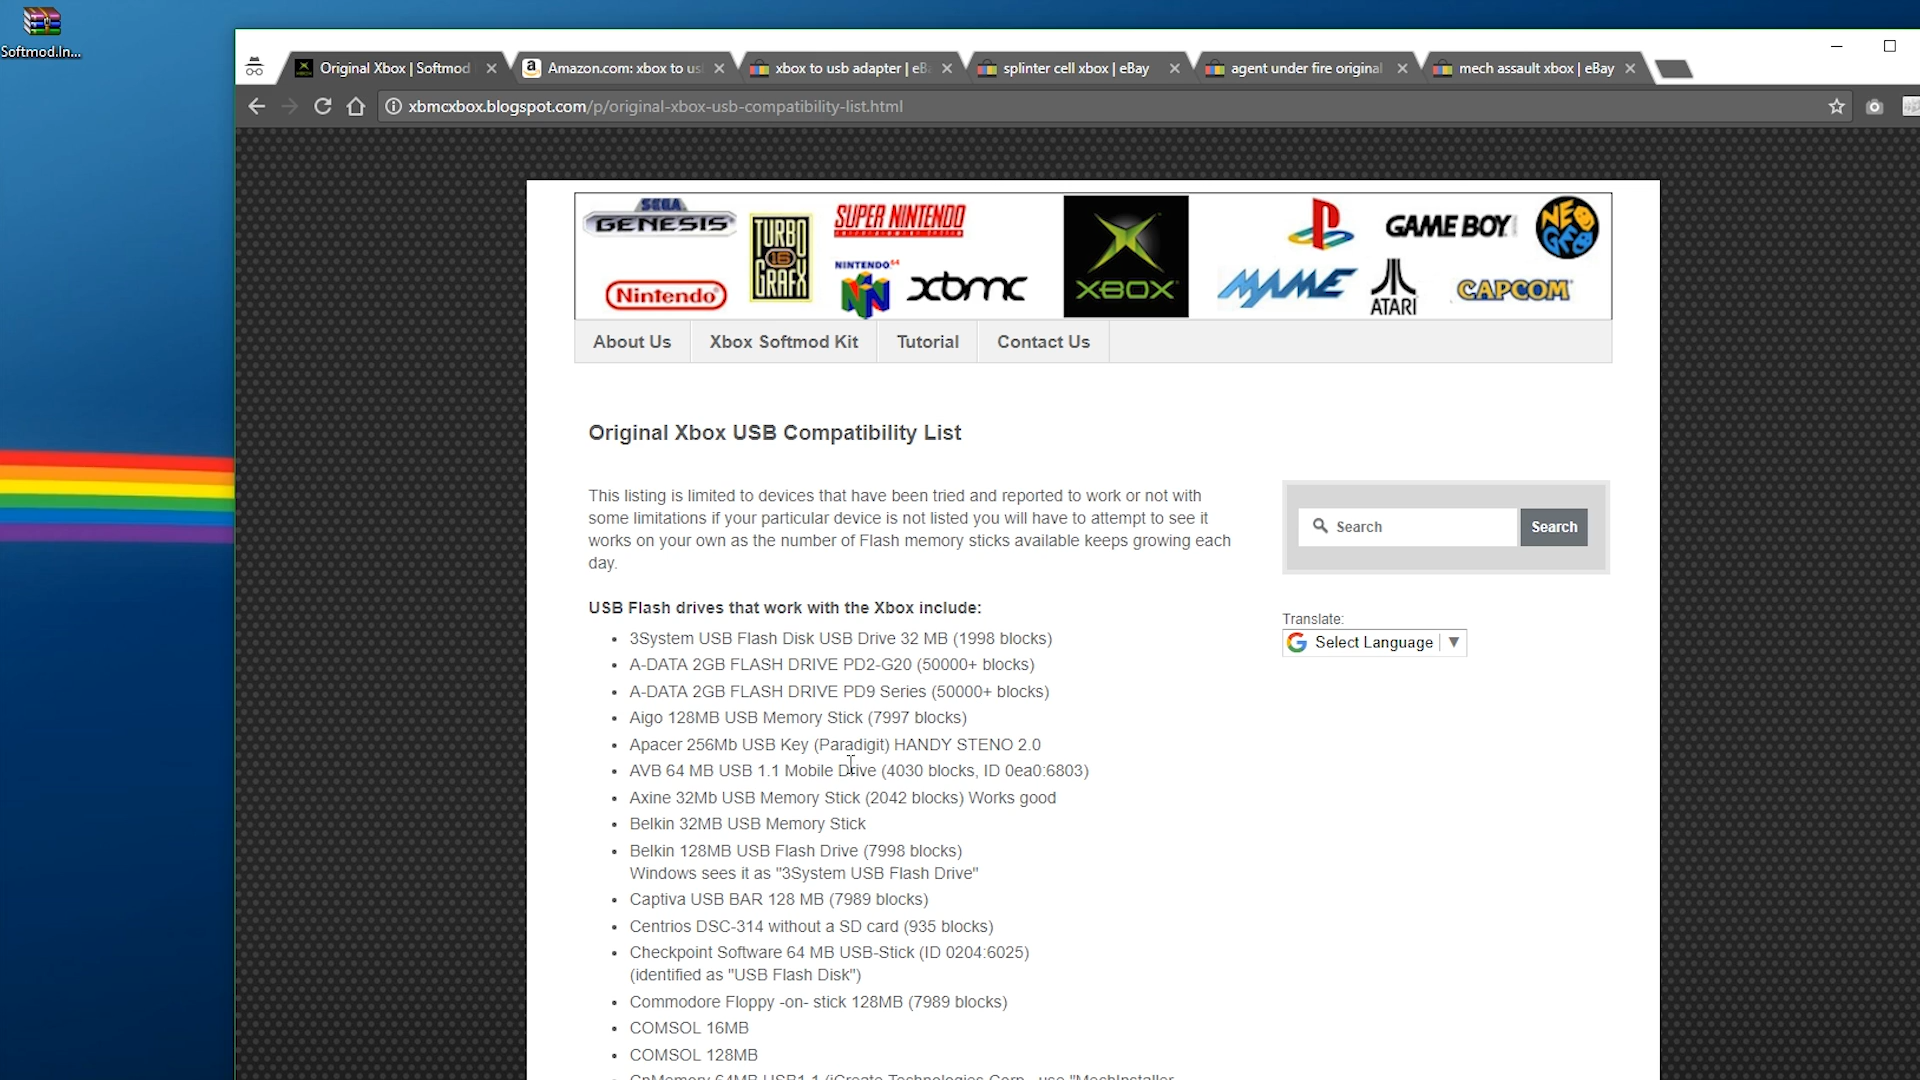 Softmod.In...
Original Xbox | Softmod
Amazon.com: xbox to us
xbox to usb adapter | eB
splinter cell xbox | eBay
agent under fire original
mech assault xbox | eBay
xbmcxbox.blogspot.com/p/original-xbox-usb-compatibility-list.html
SEGA
GENESIS
TURBO
16
GRAFX
SUPER NINTENDO
Nintendo
NINTENDO 64
xbmc
XBOX
GAME BOY
NEO
GEO
MAME
ATARI
CAPCOM
About Us
Xbox Softmod Kit
Tutorial
Contact Us
Original Xbox USB Compatibility List
This listing is limited to devices that have been tried and reported to work or not with
some limitations if your particular device is not listed you will have to attempt to see it
works on your own as the number of Flash memory sticks available keeps growing each
day.
USB Flash drives that work with the Xbox include:
• 3System USB Flash Disk USB Drive 32 MB (1998 blocks)
• A-DATA 2GB FLASH DRIVE PD2-G20 (50000+ blocks)
• A-DATA 2GB FLASH DRIVE PD9 Series (50000+ blocks)
• Aigo 128MB USB Memory Stick (7997 blocks)
• Apacer 256Mb USB Key (Paradigit) HANDY STENO 2.0
• AVB 64 MB USB 1.1 Mobile Drive (4030 blocks, ID 0ea0:6803)
• Axine 32Mb USB Memory Stick (2042 blocks) Works good
• Belkin 32MB USB Memory Stick
• Belkin 128MB USB Flash Drive (7998 blocks)
Windows sees it as "3System USB Flash Drive"
• Captiva USB BAR 128 MB (7989 blocks)
• Centrios DSC-314 without a SD card (935 blocks)
• Checkpoint Software 64 MB USB-Stick (ID 0204:6025)
(identified as "USB Flash Disk")
• Commodore Floppy -on- stick 128MB (7989 blocks)
• COMSOL 16MB
• COMSOL 128MB
• CnMemory 64MB USB1.1 (iCreate Technologies Corp., use "MechInstaller
Search
Search
Translate:
Select Language